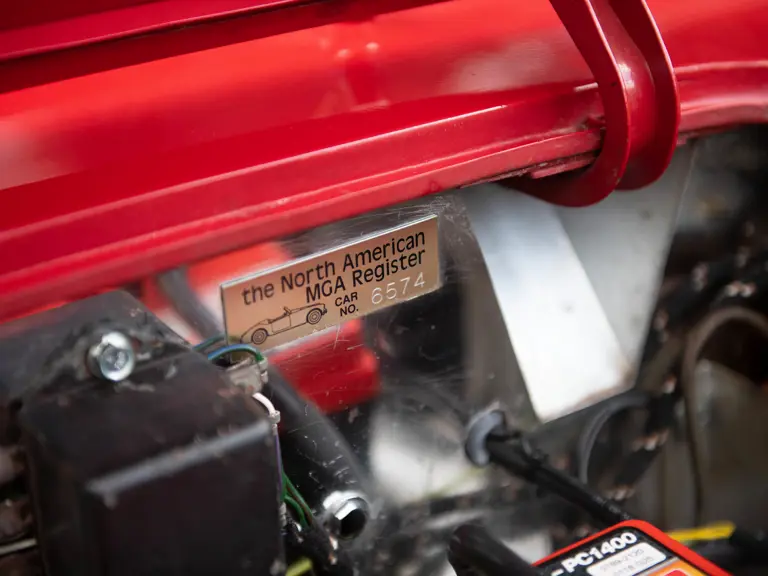 the North American
MGA Register
CAR
NO. 6574
PC1400